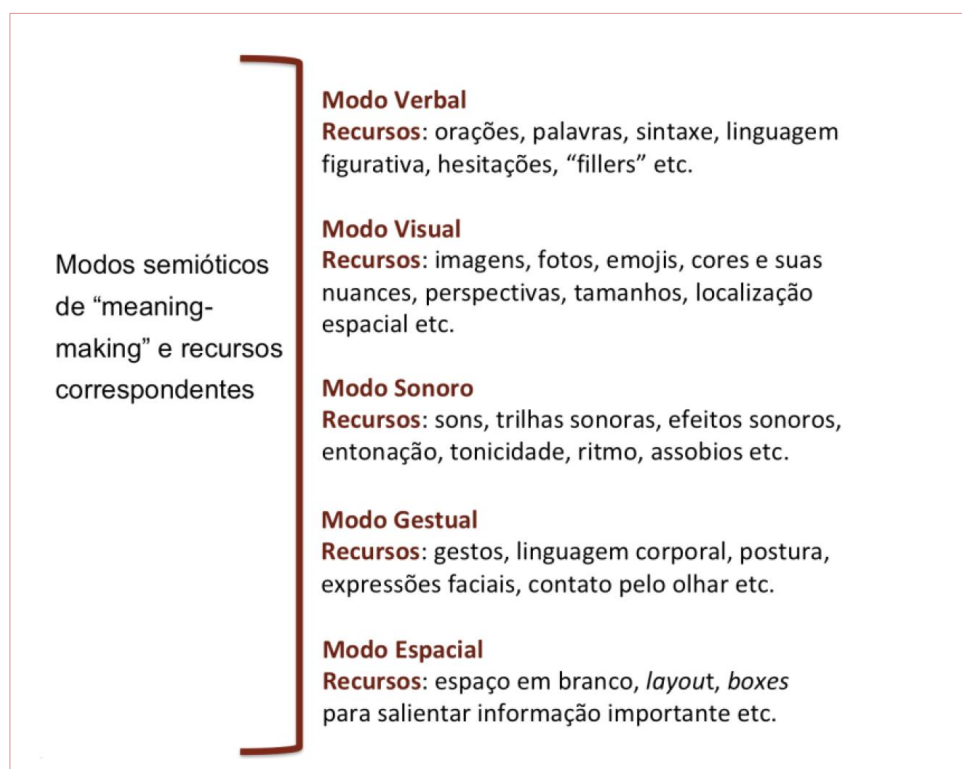 Modos semióticos
de “meaning-
making” e recursos
correspondentes
Modo Verbal
Recursos: orações, palavras, sintaxe, linguagem
figurativa, hesitações, “fillers” etc.
Modo Visual
Recursos: imagens, fotos, emojis, cores e suas
nuances, perspectivas, tamanhos, localização
espacial etc.
Modo Sonoro
Recursos: sons, trilhas sonoras, efeitos sonoros,
entonação, tonicidade, ritmo, assobios etc.
Modo Gestual
Recursos: gestos, linguagem corporal, postura,
expressões faciais, contato pelo olhar etc.
Modo Espacial
Recursos: espaço em branco, layout, boxes
para salientar informação importante etc.